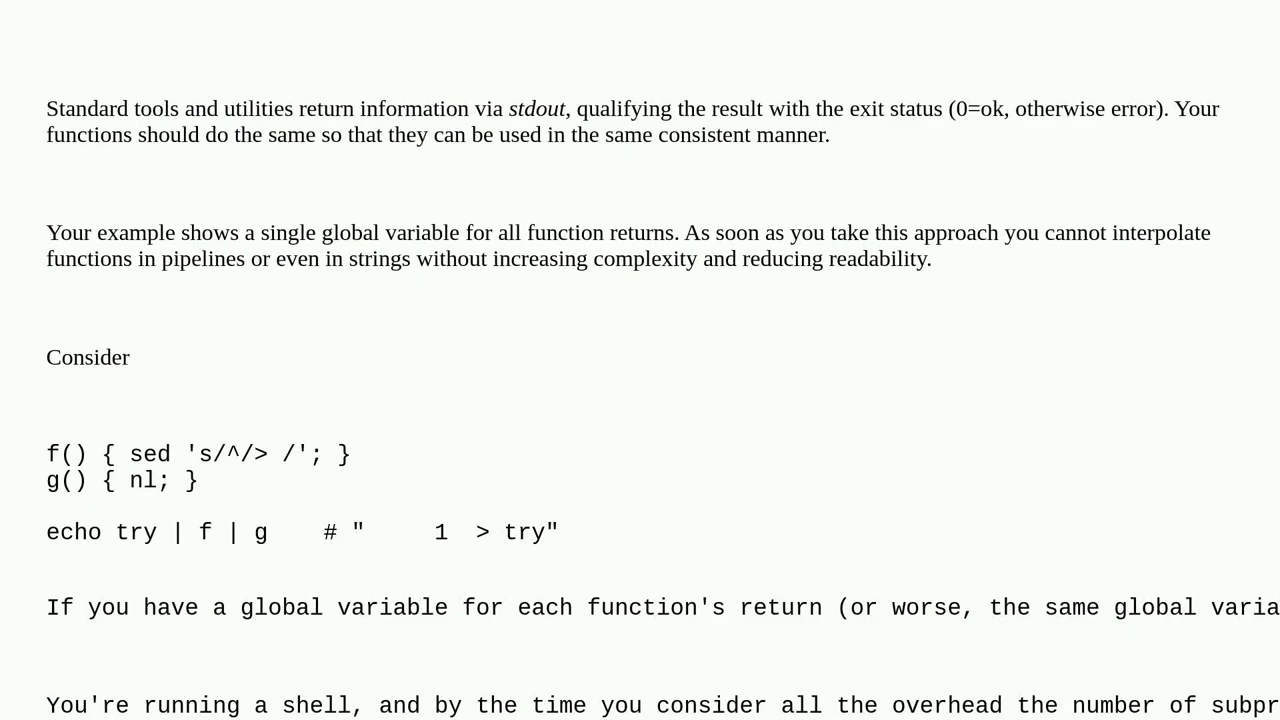 Standard tools and utilities return information via stdout, qualifying the result with the exit status (0=ok, otherwise error). Your
functions should do the same so that they can be used in the same consistent manner.
Your example shows a single global variable for all function returns. As soon as you take this approach you cannot interpolate
functions in pipelines or even in strings without increasing complexity and reducing readability.
Consider
f() { sed 's/^/> /'; }
g() { nl; }
echo try | f | g    # "     1  > try"
If you have a global variable for each function's return (or worse, the same global varia
You're running a shell, and by the time you consider all the overhead the number of subpr